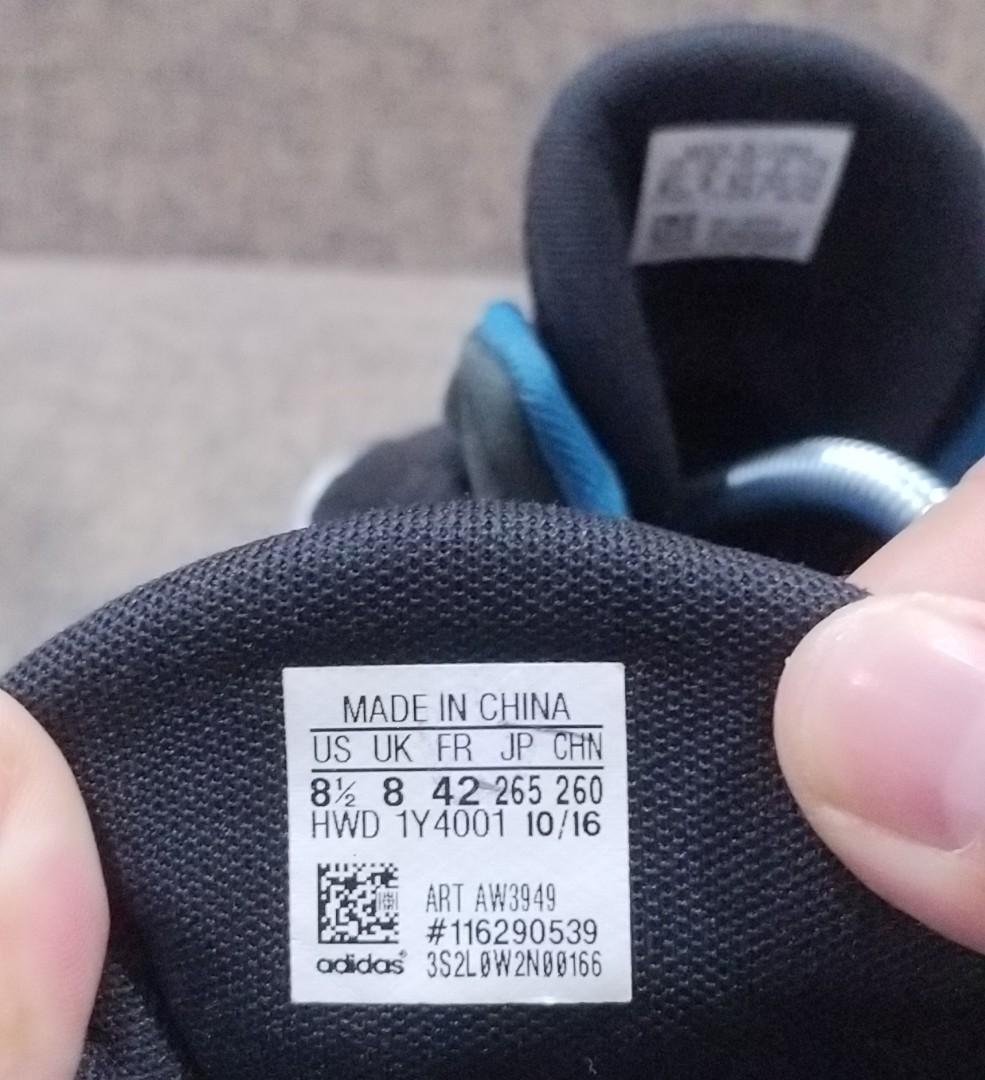 MADE IN CHINA
US UK FR JP CHN
8½ 8 42 265 260
HWD 1Y4001 10/16
ART AW3949
#116290539
adidas® 3S2L0W2N00166